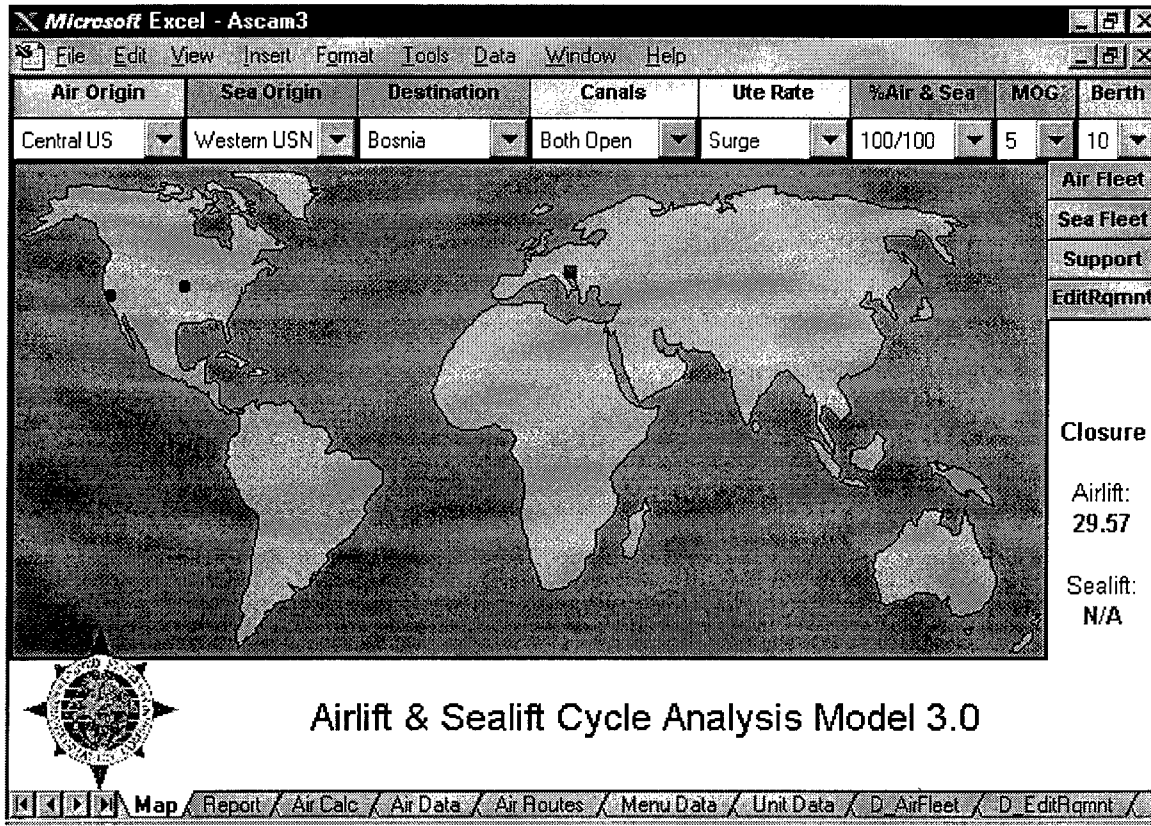 Microsoft Excel - Ascam3
File Edit View Insert Format Tools Data Window Help
Air Origin Sea Origin Destination Canals Ute Rate %Air & Sea MOG Berth
Central US Western USN Bosnia Both Open Surge 100/100 5 10
Air Fleet
Sea Fleet
Support
EditRqmnt
Closure
Airlift:
29.57
Sealift:
N/A
Airlift & Sealift Cycle Analysis Model 3.0
Map Report Air Calc Air Data Air Routes Menu Data Unit Data D_AirFleet D_EditRqmnt